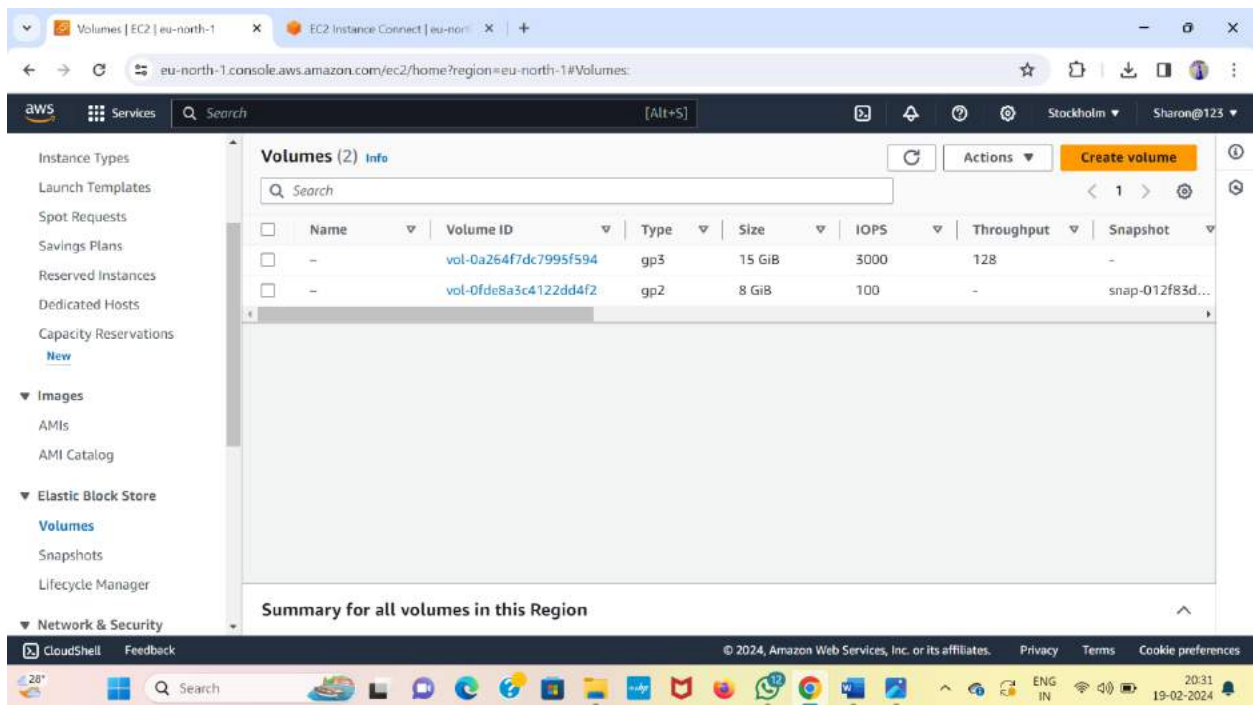 Volumes | EC2 | eu-north-1
EC2 Instance Connect | eu-nort
eu-north-1.console.aws.amazon.com/ec2/home?region=eu-north-1#Volumes:
aws Services Search [Alt+S] Stockholm Sharon@123
Instance Types
Launch Templates
Spot Requests
Savings Plans
Reserved Instances
Dedicated Hosts
Capacity Reservations
New
Images
AMIs
AMI Catalog
Elastic Block Store
Volumes
Snapshots
Lifecycle Manager
Network & Security
Volumes (2) Info
Actions
Create volume
Search
1
Name Volume ID Type Size IOPS Throughput Snapshot
– vol-0a264f7dc7995f594 gp3 15 GiB 3000 128 –
– vol-0fde8a3c4122dd4f2 gp2 8 GiB 100 – snap-012f83d...
Summary for all volumes in this Region
CloudShell Feedback © 2024, Amazon Web Services, Inc. or its affiliates. Privacy Terms Cookie preferences
28°
Search
12
ENG
IN
20:31
19-02-2024